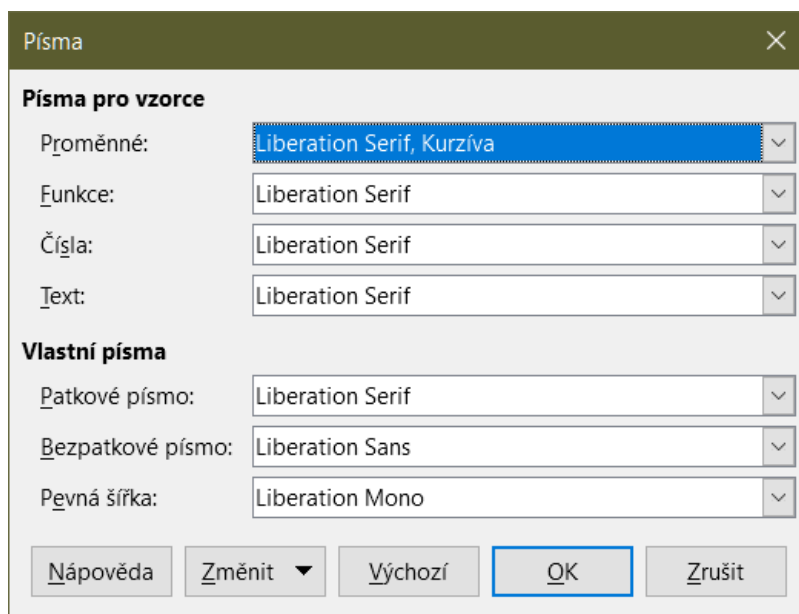 Písma
Písma pro vzorce
Proměnné: Liberation Serif, Kurzíva
Funkce: Liberation Serif
Čísla: Liberation Serif
Text: Liberation Serif
Vlastní písma
Patkové písmo: Liberation Serif
Bezpatkové písmo: Liberation Sans
Pevná šířka: Liberation Mono
Nápověda Změnit Výchozí OK Zrušit